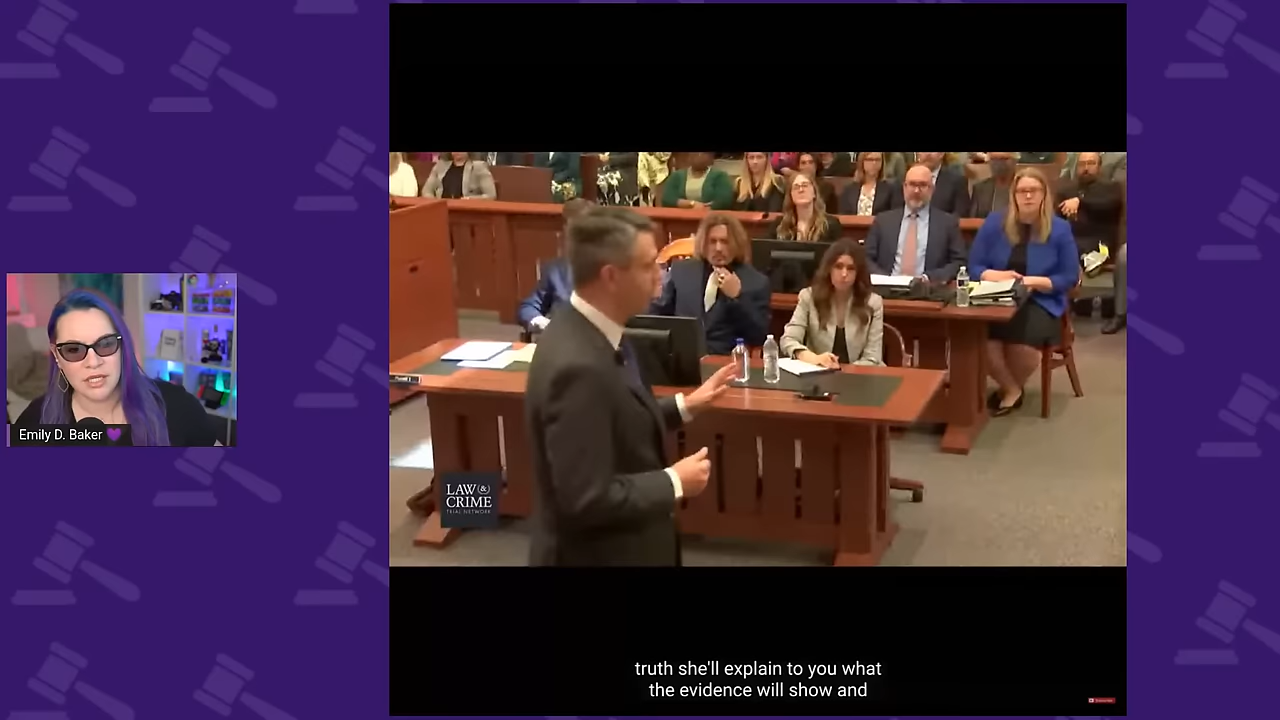 Emily D. Baker 💜
LAW &
CRIME
TRIAL NETWORK
truth she'll explain to you what
the evidence will show and